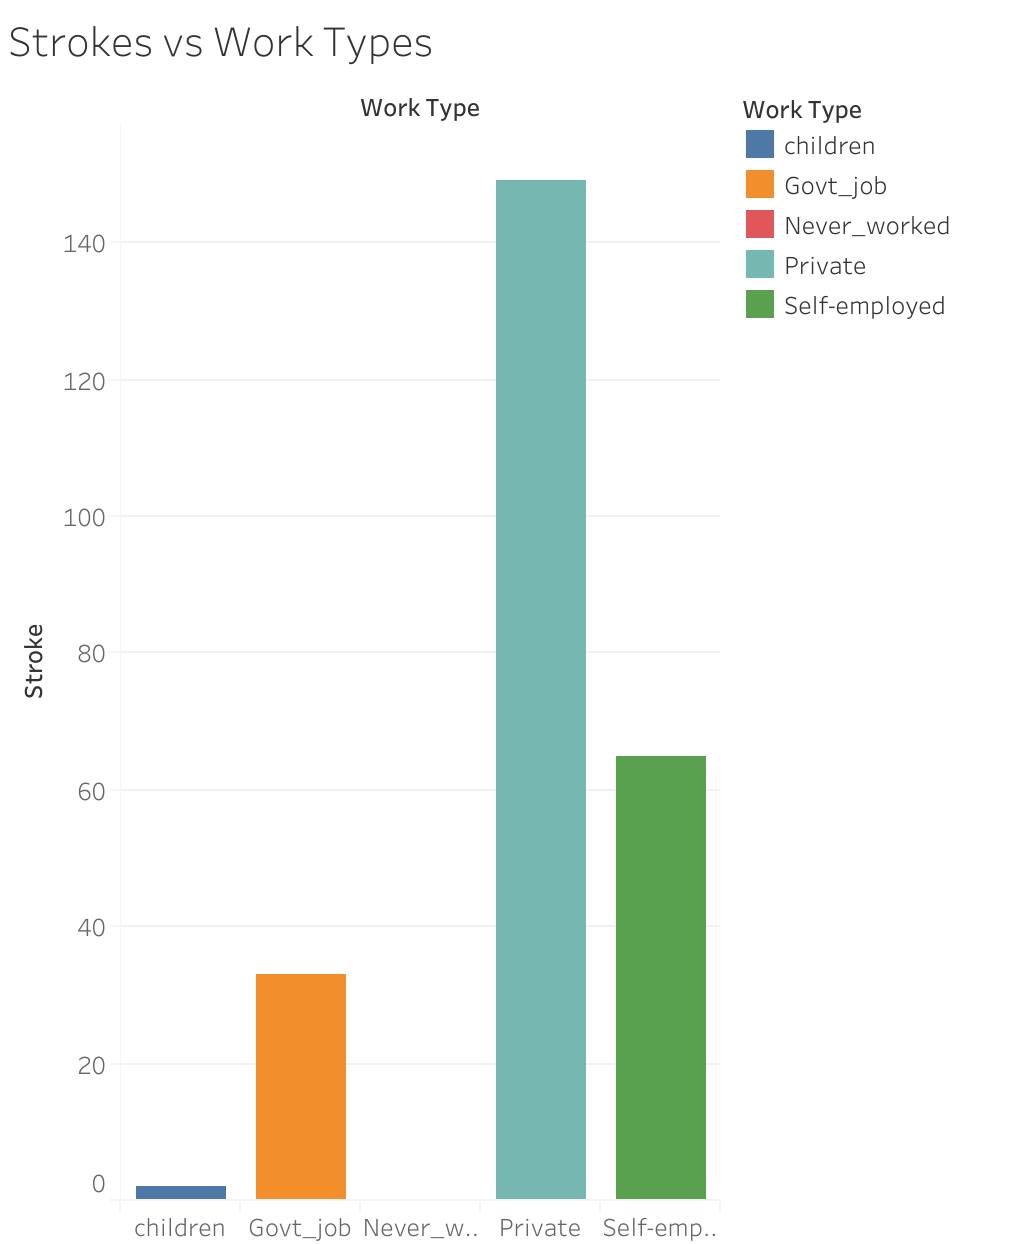 Strokes vs Work Types
Work Type
Work Type
children
Govt_job
Never_worked
Private
Self-employed
140
120
100
80
60
40
20
0
Stroke
children Govt_job Never_w.. Private Self-emp..